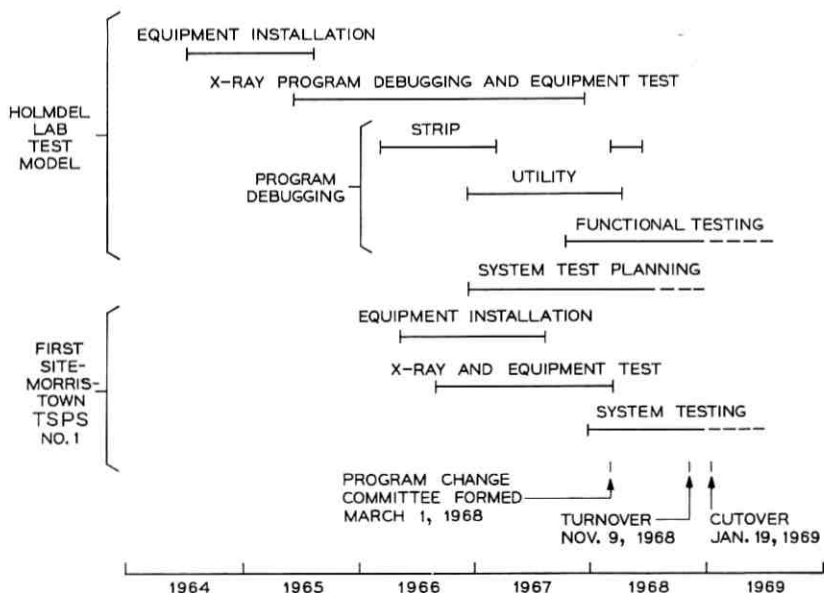 EQUIPMENT INSTALLATION
X-RAY PROGRAM DEBUGGING AND EQUIPMENT TEST
HOLMDEL
LAB
TEST
MODEL
STRIP
PROGRAM
DEBUGGING
UTILITY
FUNCTIONAL TESTING
SYSTEM TEST PLANNING
EQUIPMENT INSTALLATION
FIRST
SITE-
MORRIS-
TOWN
TSPS
NO. 1
X-RAY AND EQUIPMENT TEST
SYSTEM TESTING
PROGRAM CHANGE
COMMITTEE FORMED
MARCH 1, 1968
TURNOVER
NOV. 9, 1968
CUTOVER
JAN. 19, 1969
1964 1965 1966 1967 1968 1969